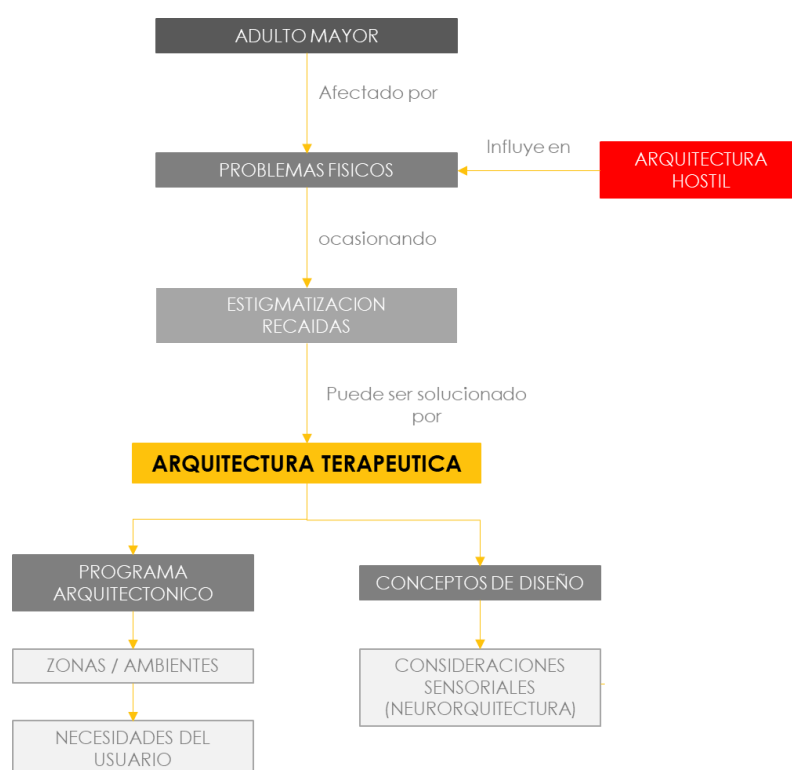 ADULTO MAYOR
Afectado por
Influye en
ARQUITECTURA
HOSTIL
PROBLEMAS FISICOS
ocasionando
ESTIGMATIZACION
RECAIDAS
Puede ser solucionado
por
ARQUITECTURA TERAPEUTICA
PROGRAMA
ARQUITECTONICO
CONCEPTOS DE DISEÑO
ZONAS / AMBIENTES
CONSIDERACIONES
SENSORIALES
(NEURORQUITECTURA)
NECESIDADES DEL
USUARIO